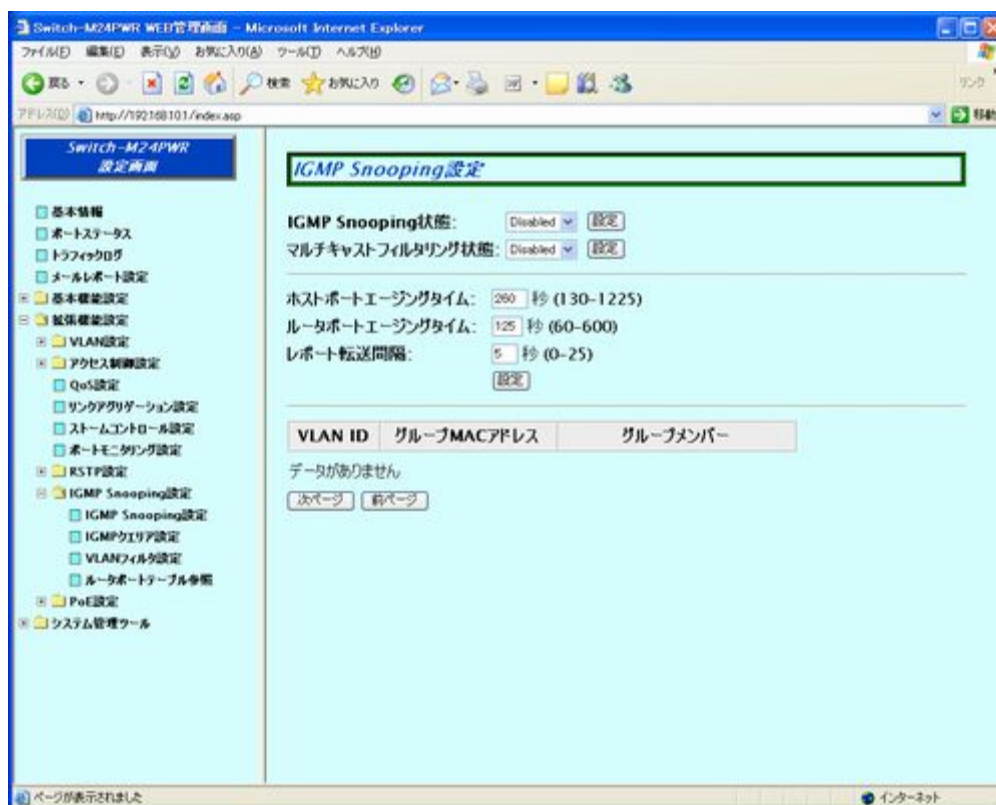 Switch-M24PWR WEB管理画面 - Microsoft Internet Explorer
ファイル(F) 編集(E) 表示(V) お気に入り(A) ツール(T) ヘルプ(H)
戻る 検索 お気に入り リンク
アドレス(D) http://192.168.1.01/index.asp 移動
Switch-M24PWR
設定画面
基本情報
ポートステータス
トラフィックログ
メールレポート設定
基本機能設定
拡張機能設定
VLAN設定
アクセス制御設定
QoS設定
リンクアグリゲーション設定
ストームコントロール設定
ポートモニタリング設定
RSTP設定
IGMP Snooping設定
IGMP Snooping設定
IGMPクエリア設定
VLANフィルタ設定
ルータポートテーブル参照
PoE設定
システム管理ツール
IGMP Snooping設定
IGMP Snooping状態: Disabled 設定
マルチキャストフィルタリング状態: Disabled 設定
ホストポートエージングタイム: 260 秒 (130-1225)
ルータポートエージングタイム: 125 秒 (60-600)
レポート転送間隔: 5 秒 (0-25)
設定
VLAN ID グループMACアドレス グループメンバー
データがありません
次ページ 前ページ
ページが表示されました インターネット